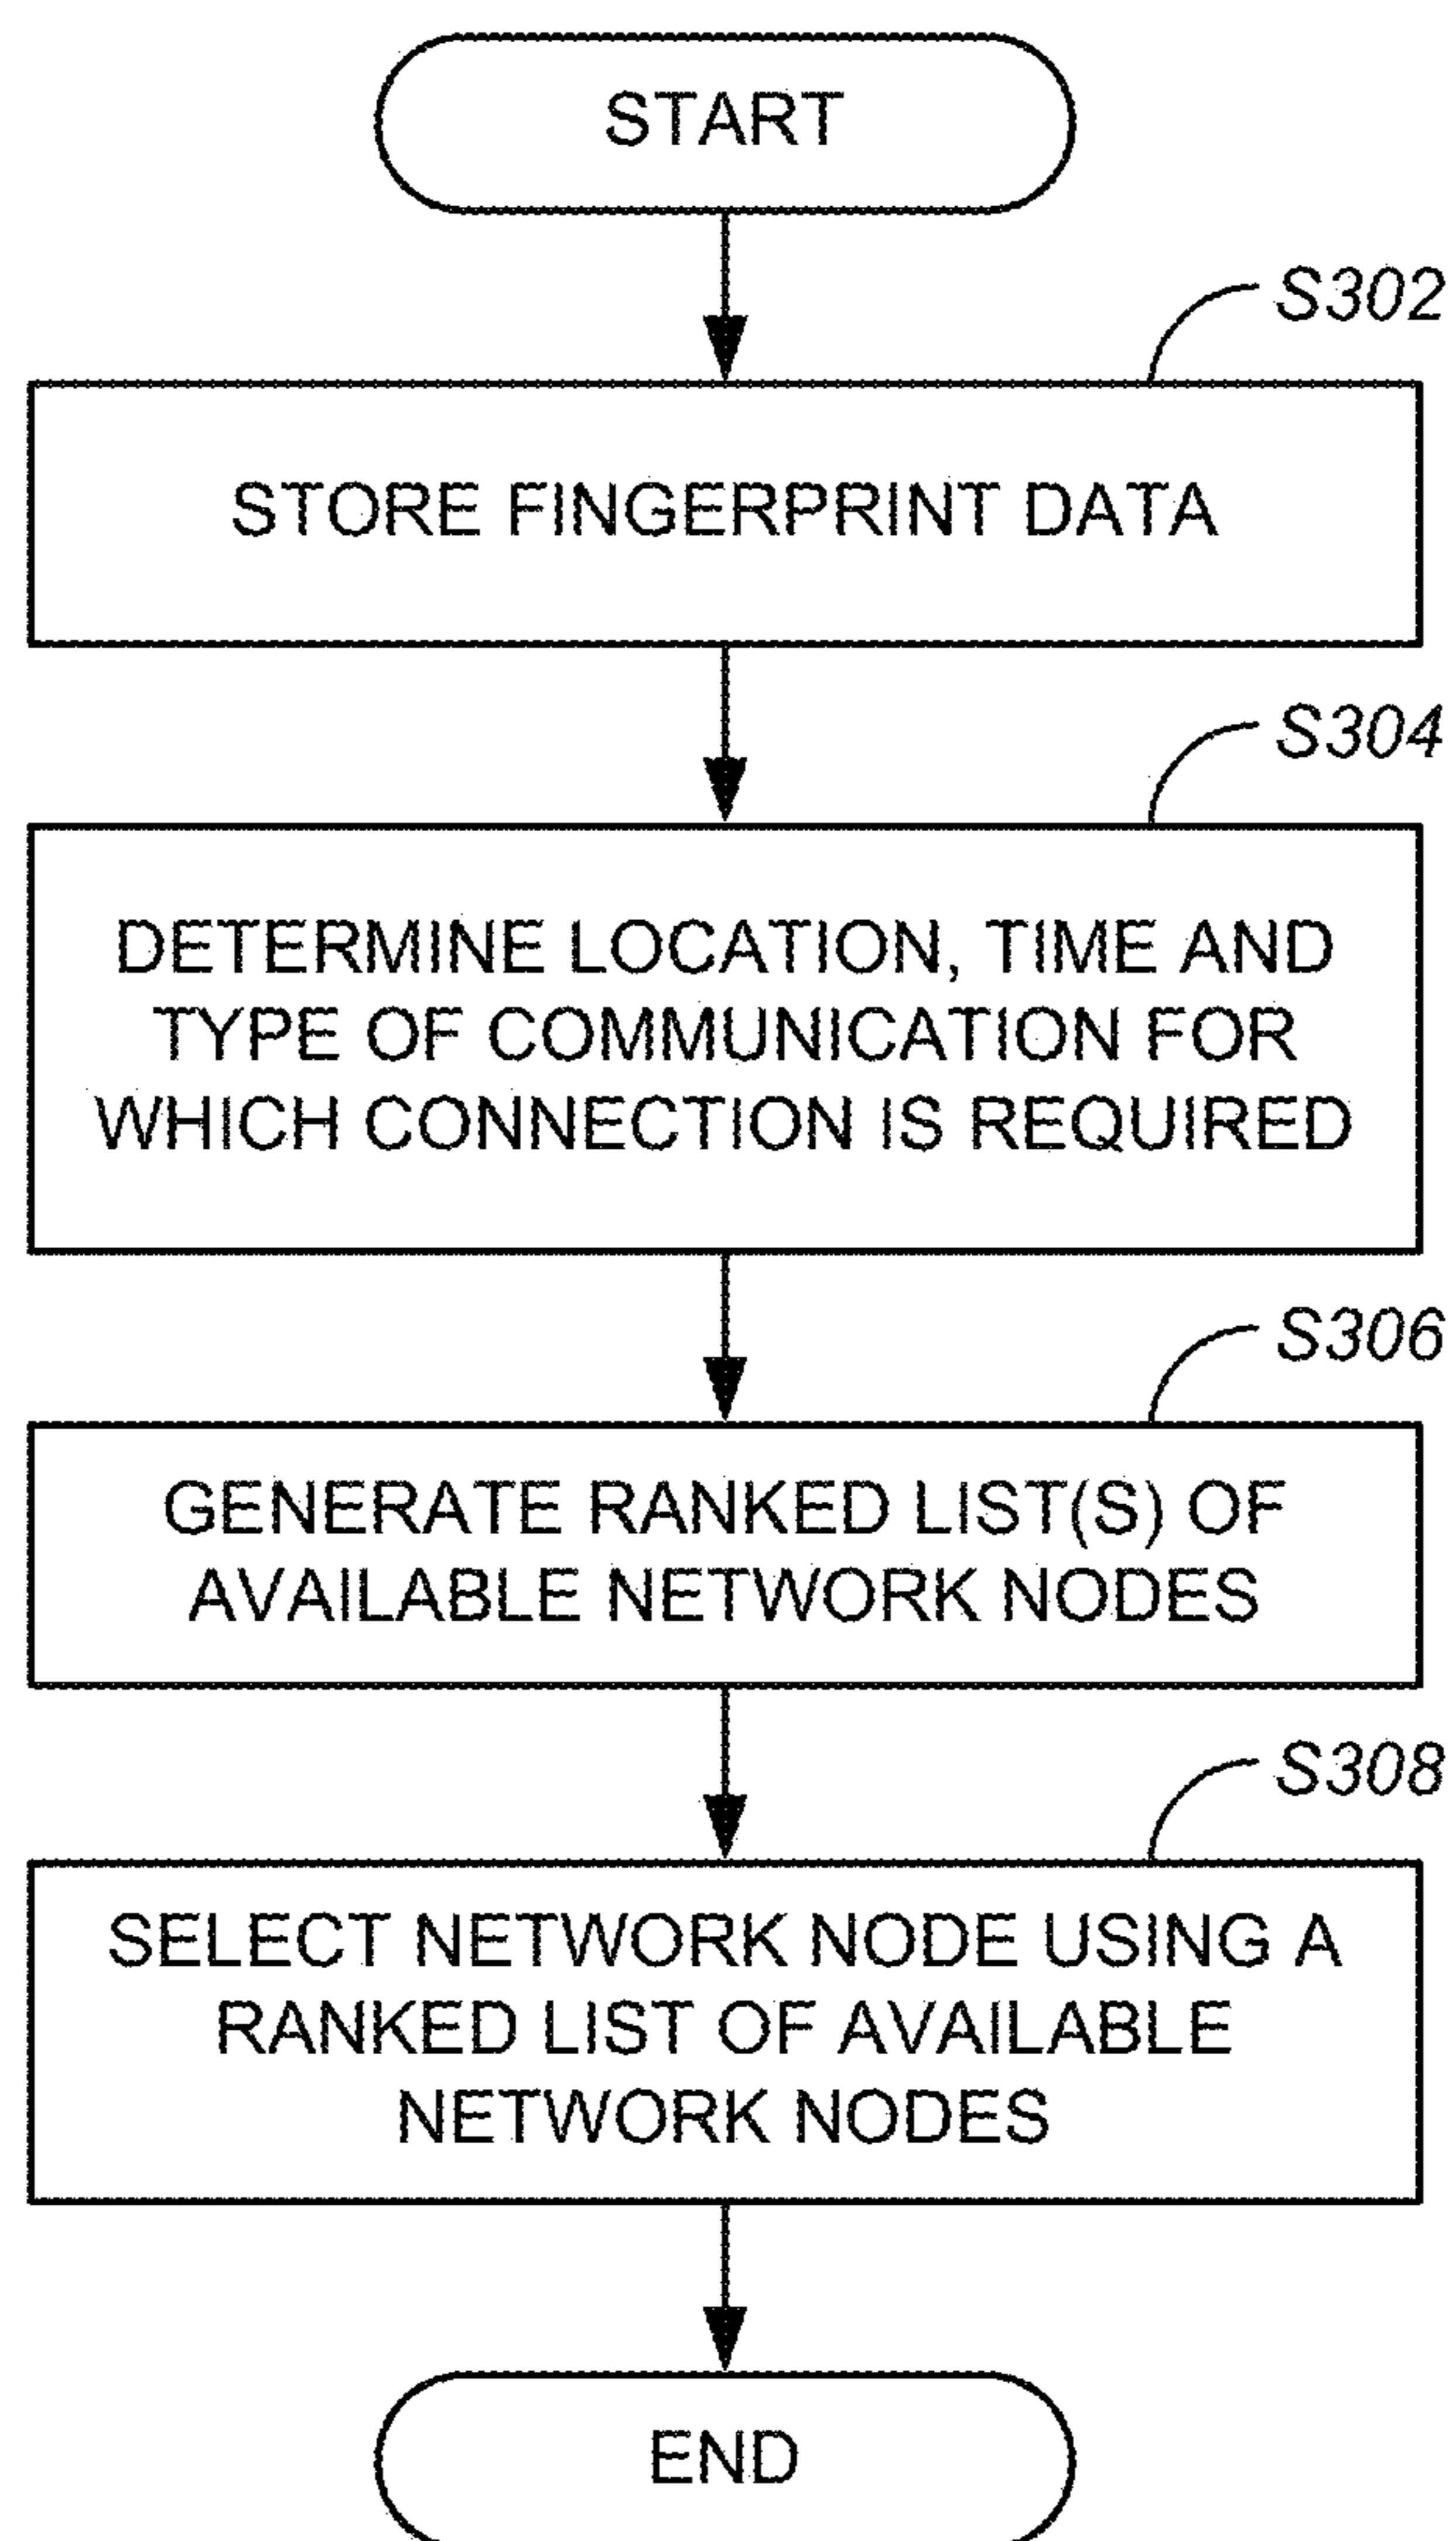 START
S302
STORE FINGERPRINT DATA
S304
DETERMINE LOCATION, TIME AND
TYPE OF COMMUNICATION FOR
WHICH CONNECTION IS REQUIRED
S306
GENERATE RANKED LIST(S) OF
AVAILABLE NETWORK NODES
S308
SELECT NETWORK NODE USING A
RANKED LIST OF AVAILABLE
NETWORK NODES
END